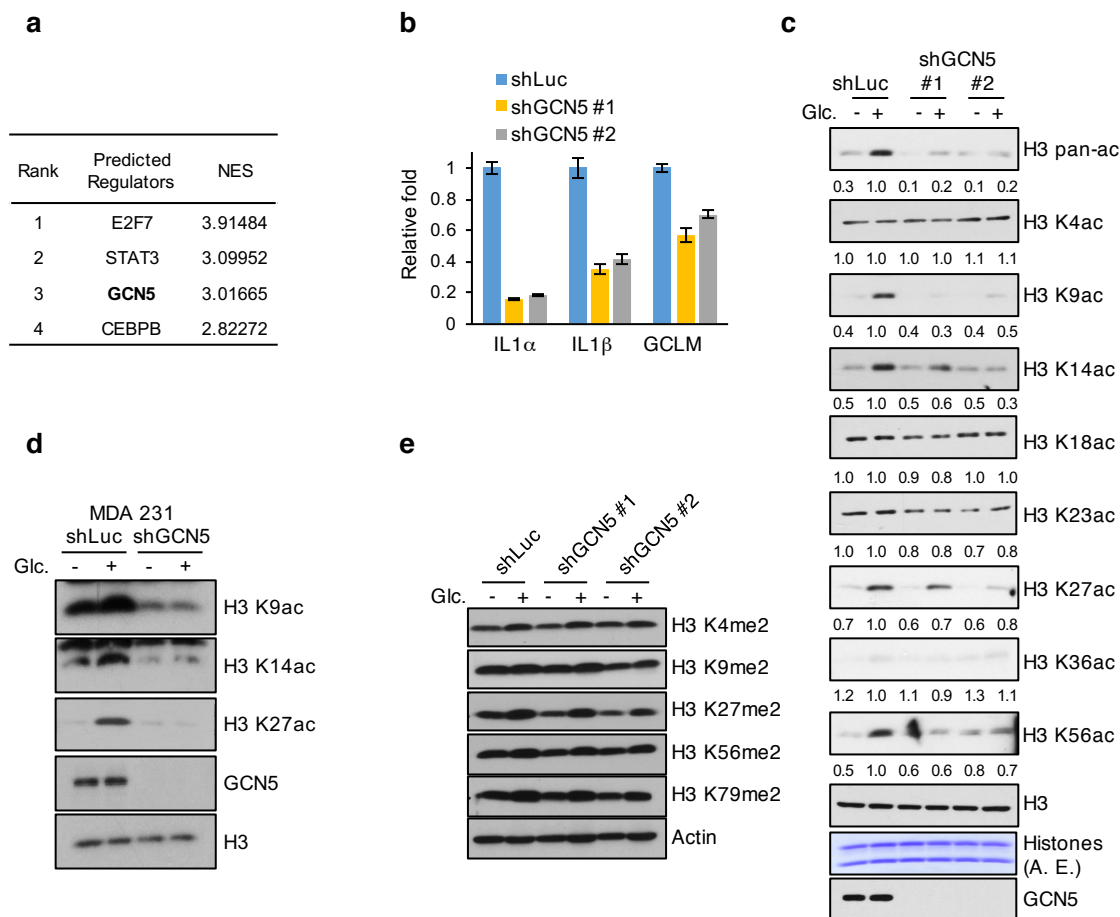 a
Rank Predicted Regulators NES
1 E2F7 3.91484
2 STAT3 3.09952
3 GCN5 3.01665
4 CEBPB 2.82272
b
shLuc
shGCN5 #1
shGCN5 #2
Relative fold
1
0.8
0.6
0.4
0.2
0
IL1α IL1β GCLM
c
shGCN5
shLuc #1 #2
Glc. - + - + - +
H3 pan-ac
0.3 1.0 0.1 0.2 0.1 0.2
H3 K4ac
1.0 1.0 1.0 1.0 1.1 1.1
H3 K9ac
0.4 1.0 0.4 0.3 0.4 0.5
H3 K14ac
0.5 1.0 0.5 0.6 0.5 0.3
H3 K18ac
1.0 1.0 0.9 0.8 1.0 1.0
H3 K23ac
1.0 1.0 0.8 0.8 0.7 0.8
H3 K27ac
0.7 1.0 0.6 0.7 0.6 0.8
H3 K36ac
1.2 1.0 1.1 0.9 1.3 1.1
H3 K56ac
0.5 1.0 0.6 0.6 0.8 0.7
H3
Histones
(A. E.)
GCN5
d
MDA 231
shLuc shGCN5
Glc. - + - +
H3 K9ac
H3 K14ac
H3 K27ac
GCN5
H3
e
shLuc shGCN5 #1 shGCN5 #2
Glc. - + - + - +
H3 K4me2
H3 K9me2
H3 K27me2
H3 K56me2
H3 K79me2
Actin